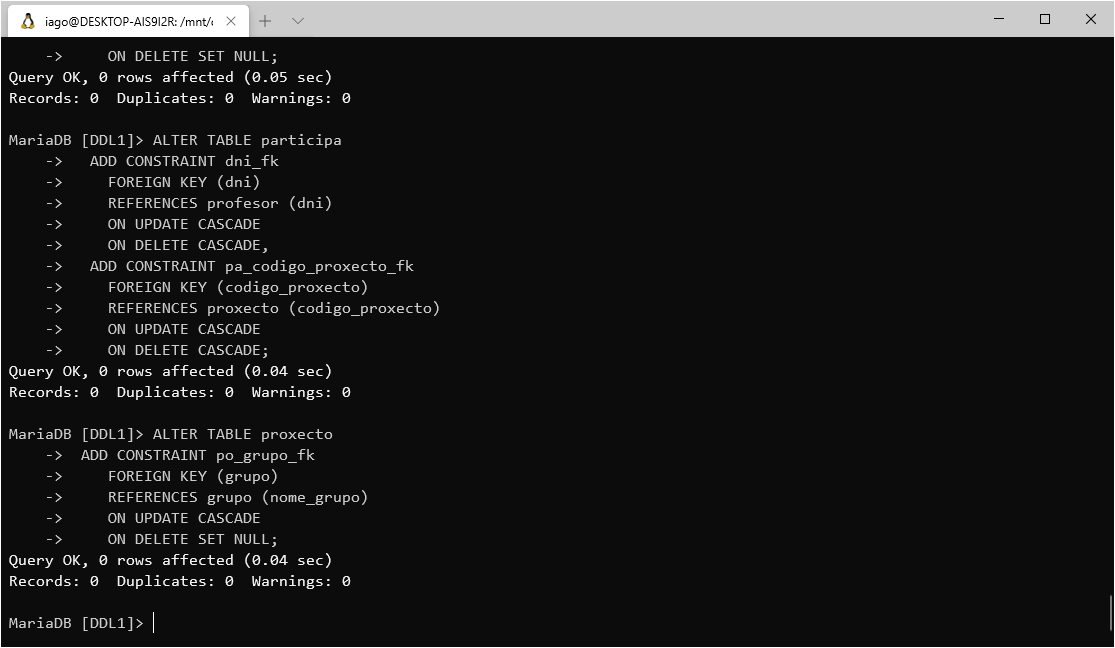 iago@DESKTOP-AIS9I2R: /mnt/c
    ->     ON DELETE SET NULL;
Query OK, 0 rows affected (0.05 sec)
Records: 0  Duplicates: 0  Warnings: 0
MariaDB [DDL1]> ALTER TABLE participa
    ->   ADD CONSTRAINT dni_fk
    ->     FOREIGN KEY (dni)
    ->     REFERENCES profesor (dni)
    ->     ON UPDATE CASCADE
    ->     ON DELETE CASCADE,
    ->   ADD CONSTRAINT pa_codigo_proxecto_fk
    ->     FOREIGN KEY (codigo_proxecto)
    ->     REFERENCES proxecto (codigo_proxecto)
    ->     ON UPDATE CASCADE
    ->     ON DELETE CASCADE;
Query OK, 0 rows affected (0.04 sec)
Records: 0  Duplicates: 0  Warnings: 0
MariaDB [DDL1]> ALTER TABLE proxecto
    ->  ADD CONSTRAINT po_grupo_fk
    ->     FOREIGN KEY (grupo)
    ->     REFERENCES grupo (nome_grupo)
    ->     ON UPDATE CASCADE
    ->     ON DELETE SET NULL;
Query OK, 0 rows affected (0.04 sec)
Records: 0  Duplicates: 0  Warnings: 0
MariaDB [DDL1]>